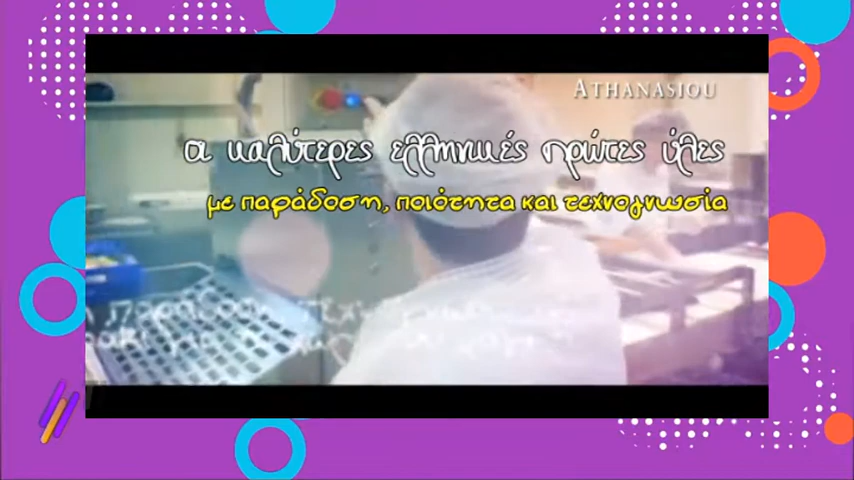 ATHANASIOU
οι καλύτερες ελληνικές πρώτες ύλες
με παράδοση, ποιότητα και τεχνογνωσία